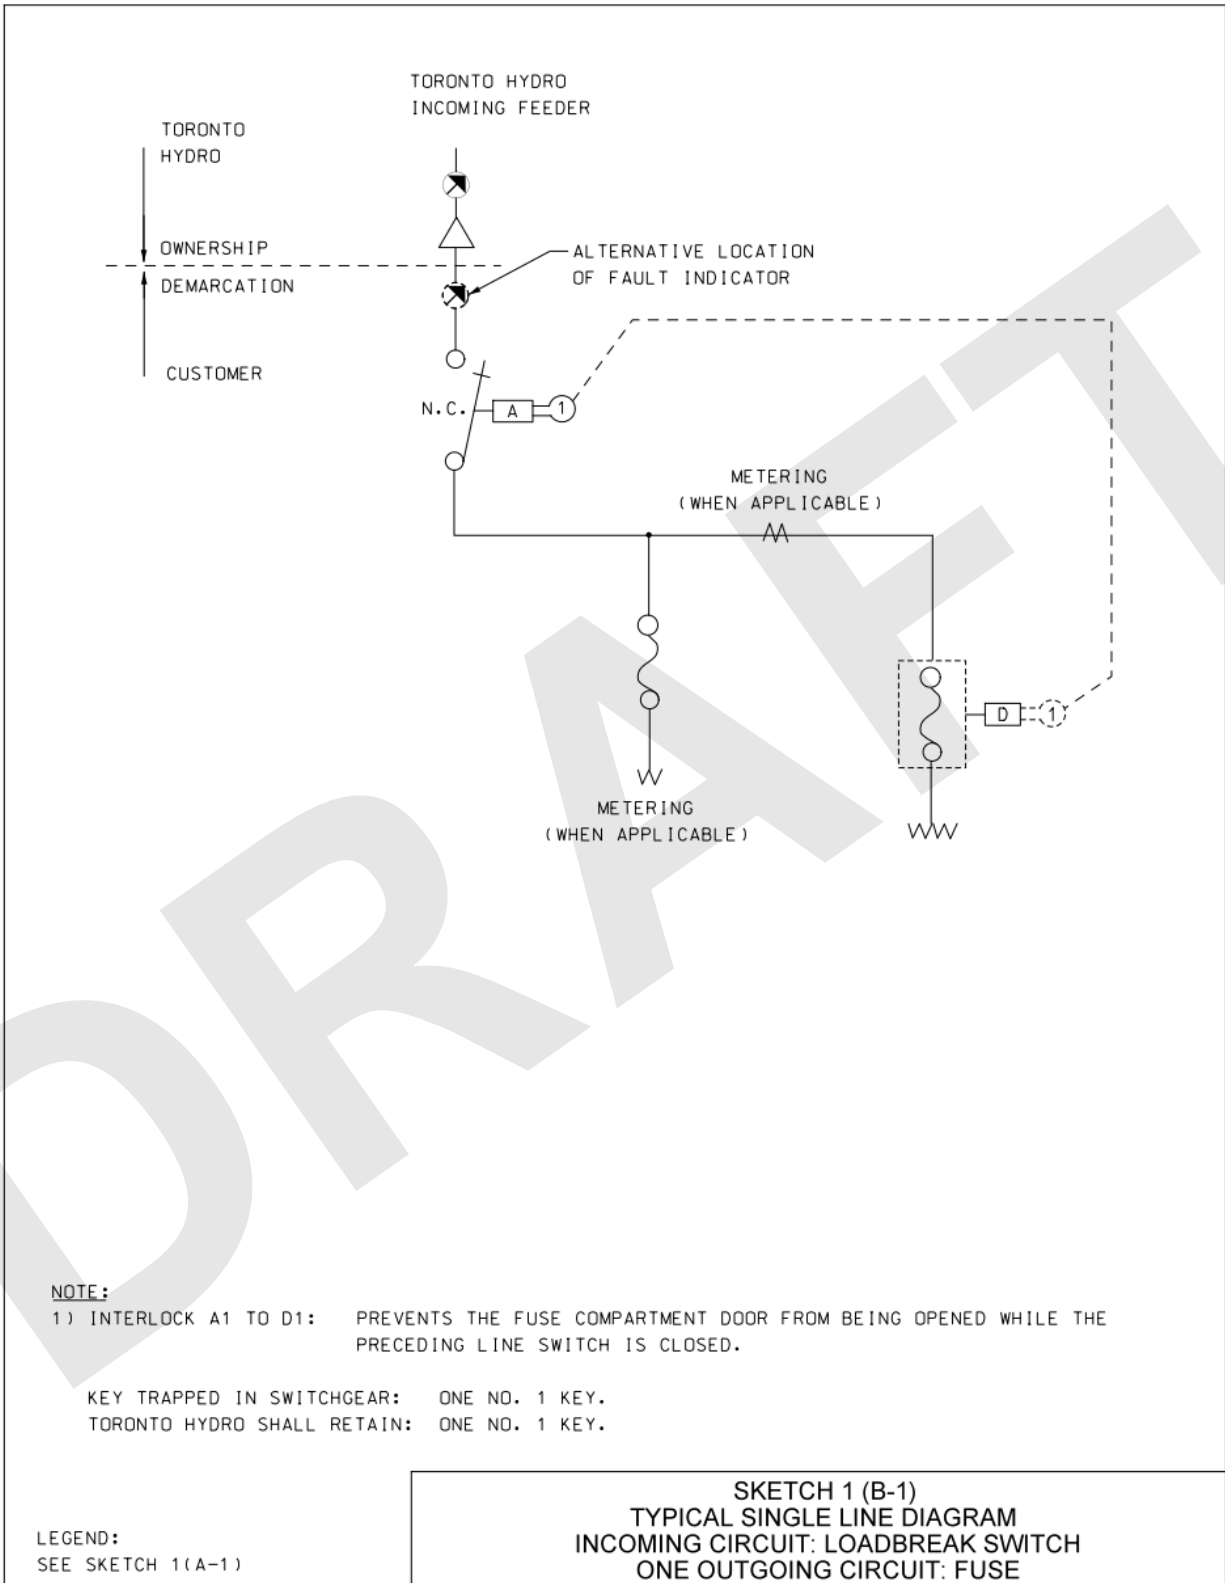 TORONTO HYDRO
INCOMING FEEDER
TORONTO
HYDRO
OWNERSHIP
DEMARCATION
CUSTOMER
ALTERNATIVE LOCATION
OF FAULT INDICATOR
N.C.
A
1
METERING
(WHEN APPLICABLE)
D
1
METERING
(WHEN APPLICABLE)
DRAFT
NOTE:
1) INTERLOCK A1 TO D1: PREVENTS THE FUSE COMPARTMENT DOOR FROM BEING OPENED WHILE THE
PRECEDING LINE SWITCH IS CLOSED.
KEY TRAPPED IN SWITCHGEAR: ONE NO. 1 KEY.
TORONTO HYDRO SHALL RETAIN: ONE NO. 1 KEY.
LEGEND:
SEE SKETCH 1(A-1)
SKETCH 1 (B-1)
TYPICAL SINGLE LINE DIAGRAM
INCOMING CIRCUIT: LOADBREAK SWITCH
ONE OUTGOING CIRCUIT: FUSE